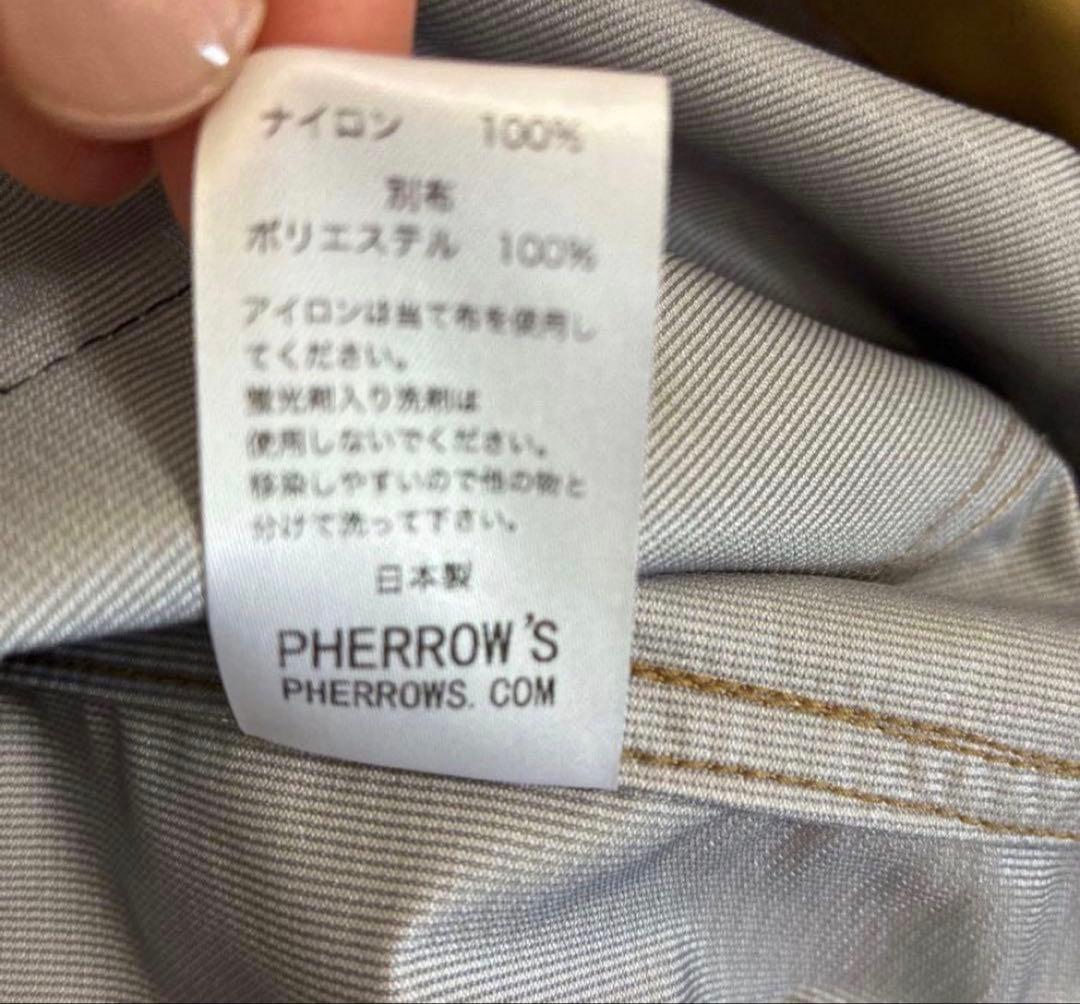 ナイロン 100%
別布
ポリエステル 100%
アイロンは当て布を使用し
てください。
蛍光剤入り洗剤は
使用しないでください。
移染しやすいので他の物と
分けて洗って下さい。
日本製
PHERROW'S
PHERROWS. COM